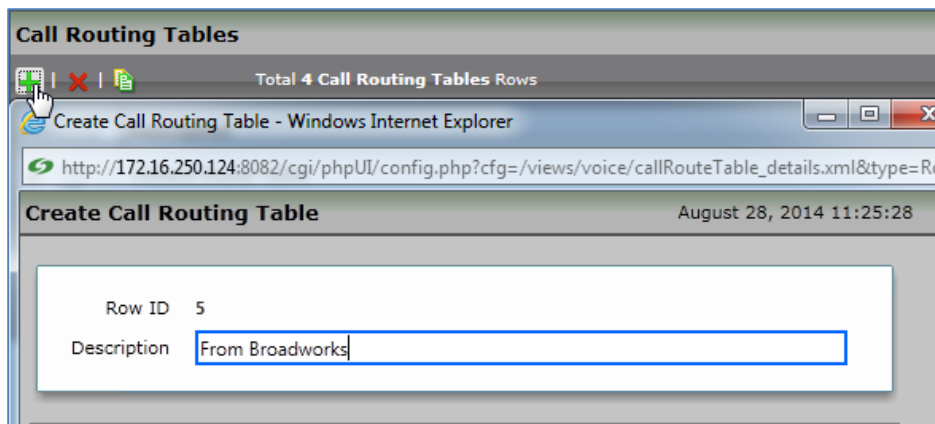 Call Routing Tables
Total 4 Call Routing Tables Rows
Create Call Routing Table - Windows Internet Explorer
http://172.16.250.124:8082/cgi/phpUI/config.php?cfg=/views/voice/callRouteTable_details.xml&type=R
Create Call Routing Table August 28, 2014 11:25:28
Row ID 5
Description From Broadworks